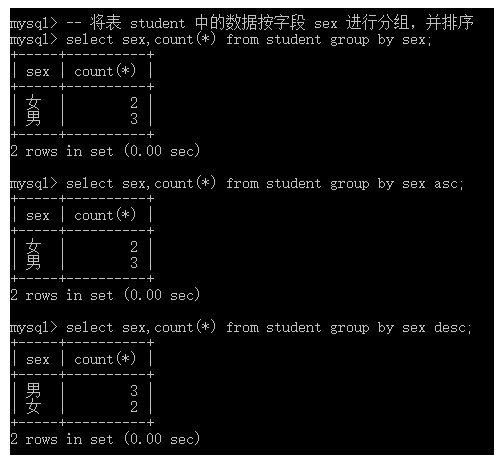 mysql> -- 将表 student 中的数据按字段 sex 进行分组，并排序
mysql> select sex,count(*) from student group by sex;
+-----+----------+
| sex | count(*) |
+-----+----------+
| 女  |        2 |
| 男  |        3 |
+-----+----------+
2 rows in set (0.00 sec)
mysql> select sex,count(*) from student group by sex asc;
+-----+----------+
| sex | count(*) |
+-----+----------+
| 女  |        2 |
| 男  |        3 |
+-----+----------+
2 rows in set (0.00 sec)
mysql> select sex,count(*) from student group by sex desc;
+-----+----------+
| sex | count(*) |
+-----+----------+
| 男  |        3 |
| 女  |        2 |
+-----+----------+
2 rows in set (0.00 sec)